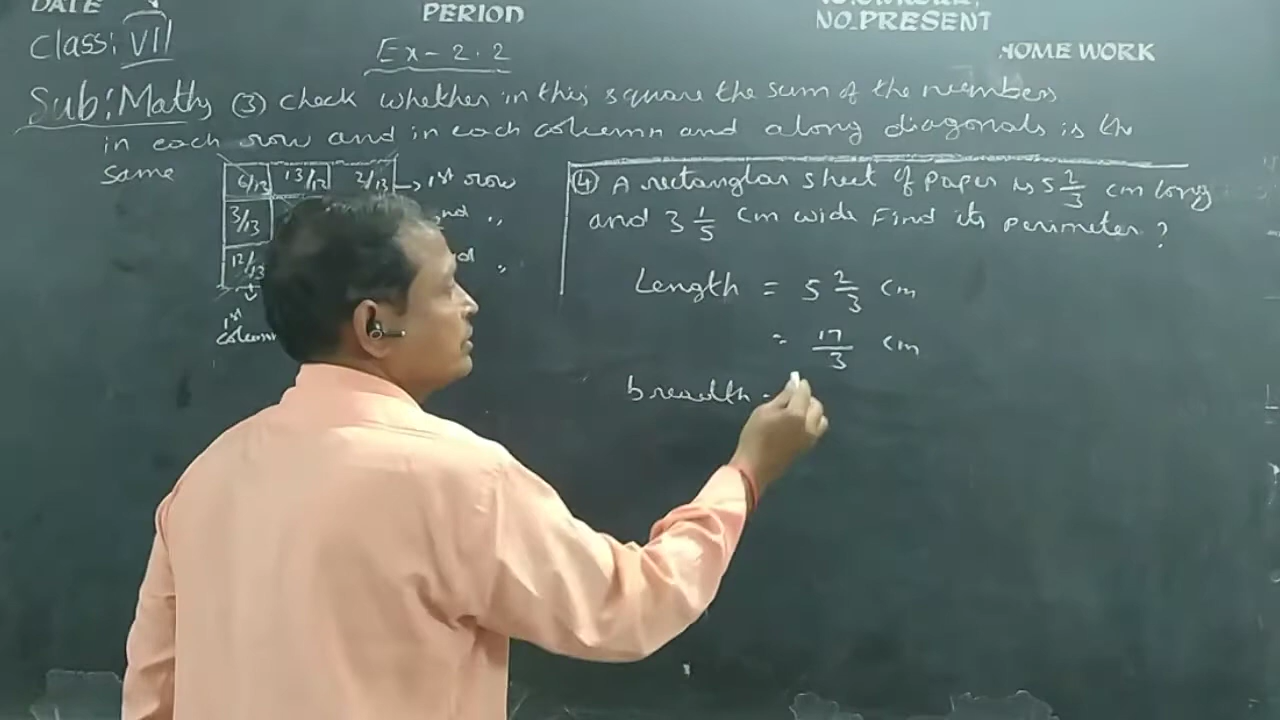 DATE
PERIOD
NO.PRESENT
Class: VII
Ex-2.2
HOME WORK
Sub: Maths (3) Check whether in this square the sum of the numbers
in each row and in each column and along diagonals is the
same
6/13 13/13 2/13 → 1st row
3/13 nd "
12/13 "
1st
column
(4) A rectanglar sheet of paper is 5 2/3 cm long
and 3 1/5 cm wide Find its perimeter?
Length = 5 2/3 cm
= 17/3 cm
breadth